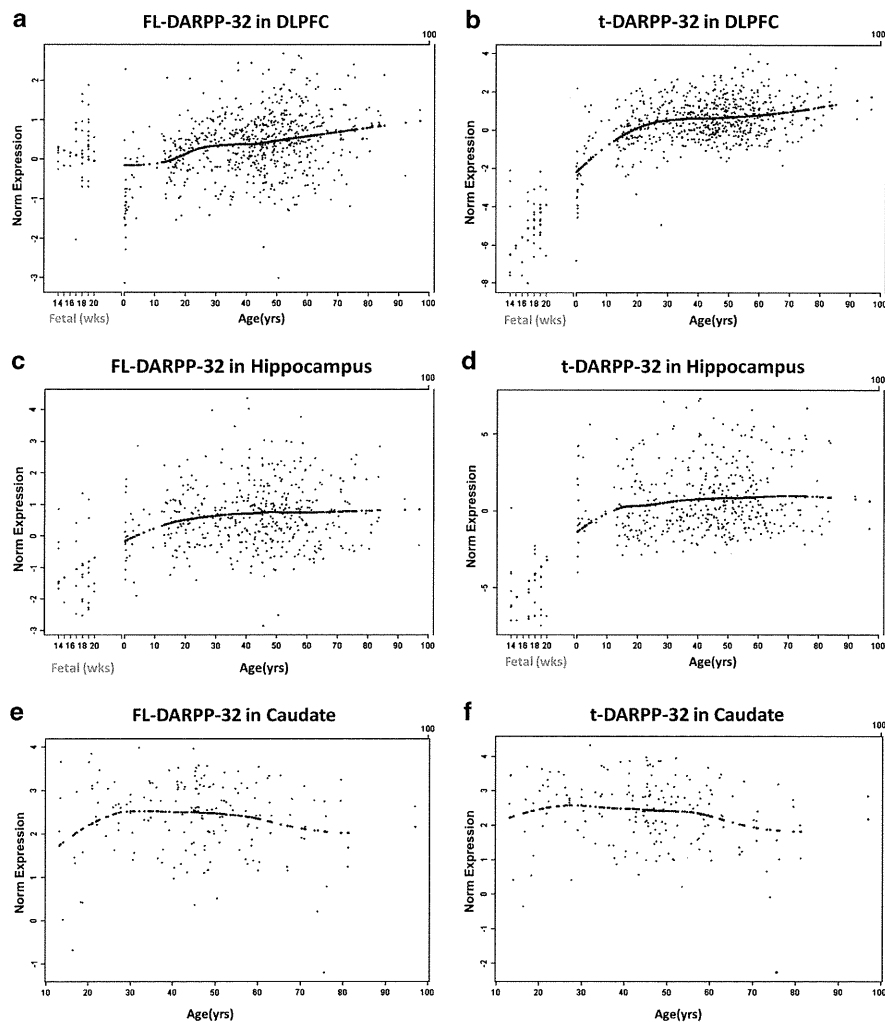 a
FL-DARPP-32 in DLPFC
100
Norm Expression
2
1
0
-1
-2
-3
14 16 18 20 0 10 20 30 40 50 60 70 80 90 100
Fetal (wks)
Age(yrs)
b
t-DARPP-32 in DLPFC
100
Norm Expression
4
2
0
-2
-4
-6
-8
14 16 18 20 0 10 20 30 40 50 60 70 80 90 100
Fetal (wks)
Age(yrs)
c
FL-DARPP-32 in Hippocampus
100
Norm Expression
4
3
2
1
0
-1
-2
-3
14 16 18 20 0 10 20 30 40 50 60 70 80 90 100
Fetal (wks)
Age(yrs)
d
t-DARPP-32 in Hippocampus
100
Norm Expression
5
0
-5
14 16 18 20 0 10 20 30 40 50 60 70 80 90 100
Fetal (wks)
Age(yrs)
e
FL-DARPP-32 in Caudate
100
Norm Expression
4
3
2
1
0
-1
10 20 30 40 50 60 70 80 90 100
Age(yrs)
f
t-DARPP-32 in Caudate
100
Norm Expression
4
3
2
1
0
-1
-2
10 20 30 40 50 60 70 80 90 100
Age(yrs)